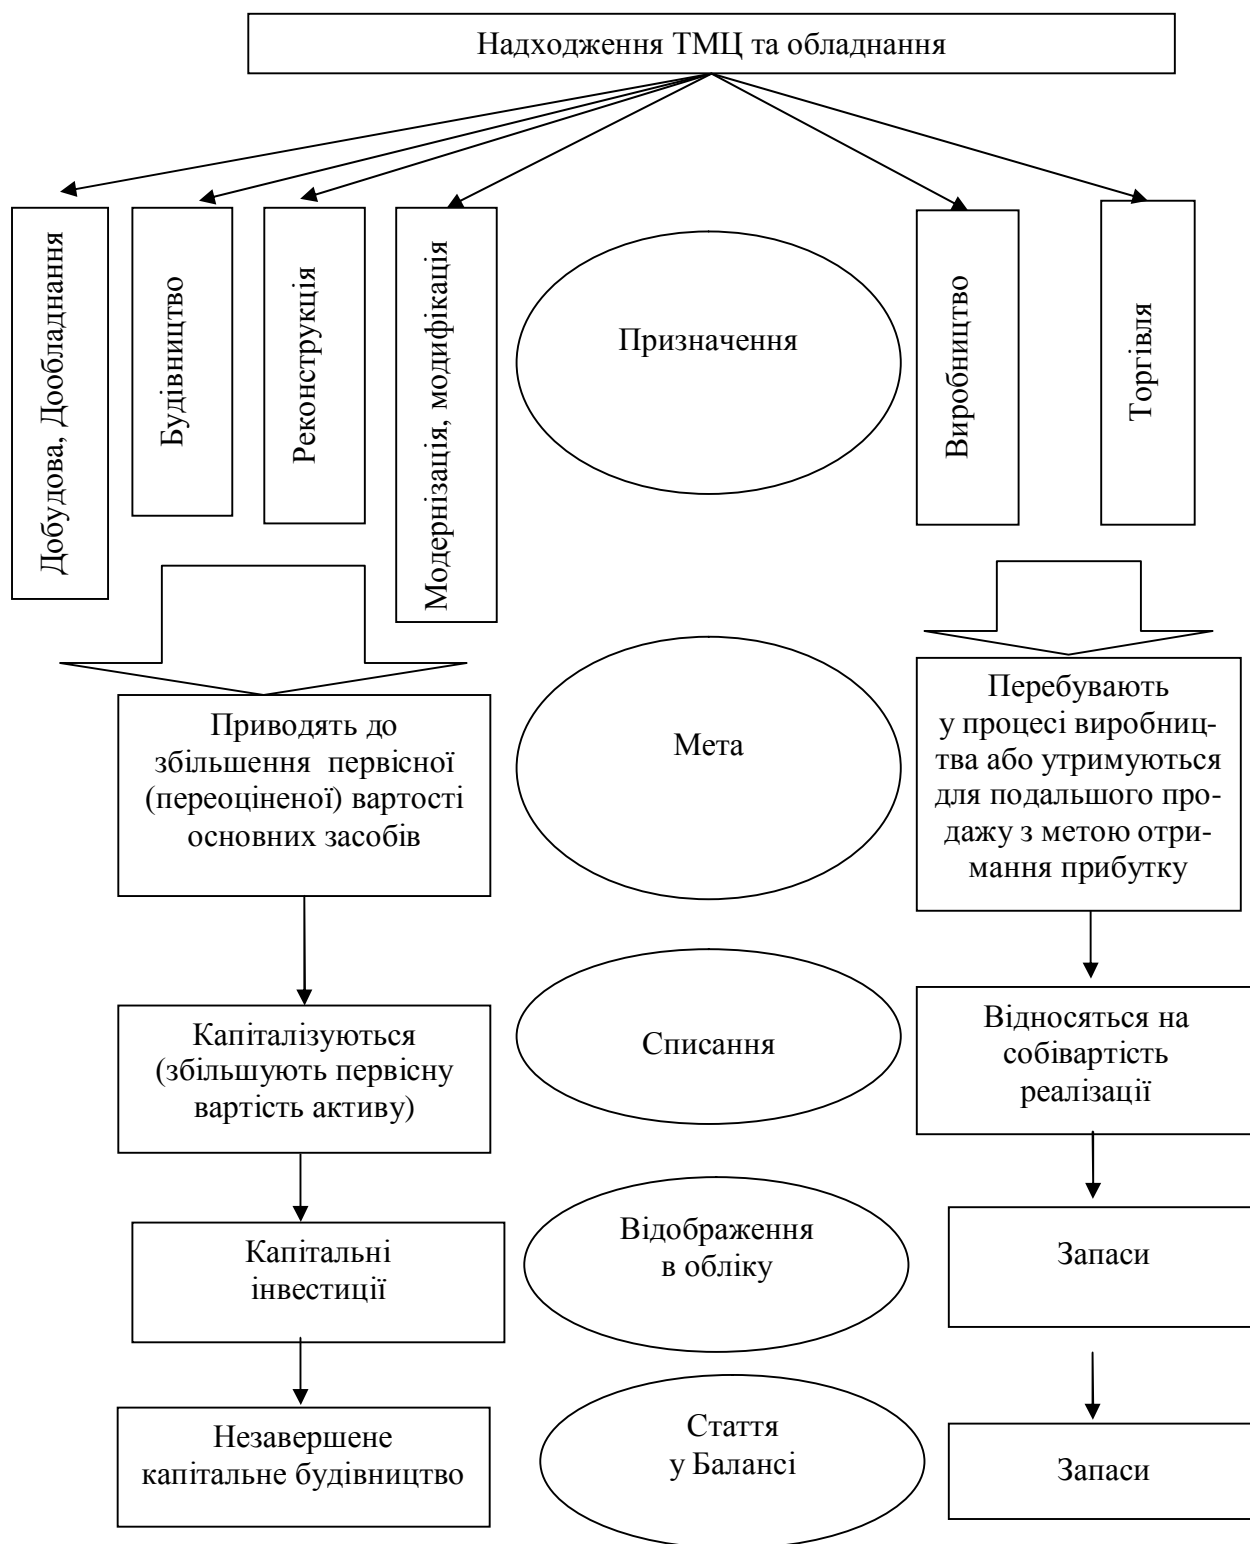 Надходження ТМЦ та обладнання
Добудова, Дообладнання
Будівництво
Реконструкція
Модернізація, модифікація
Призначення
Виробництво
Торгівля
Приводять до
збільшення первісної
(переоціненої) вартості
основних засобів
Мета
Перебувають
у процесі виробниц-
тва або утримуються
для подальшого про-
дажу з метою отри-
мання прибутку
Капіталізуються
(збільшують первісну
вартість активу)
Списання
Відносяться на
собівартість
реалізації
Капітальні
інвестиції
Відображення
в обліку
Запаси
Незавершене
капітальне будівництво
Стаття
у Балансі
Запаси